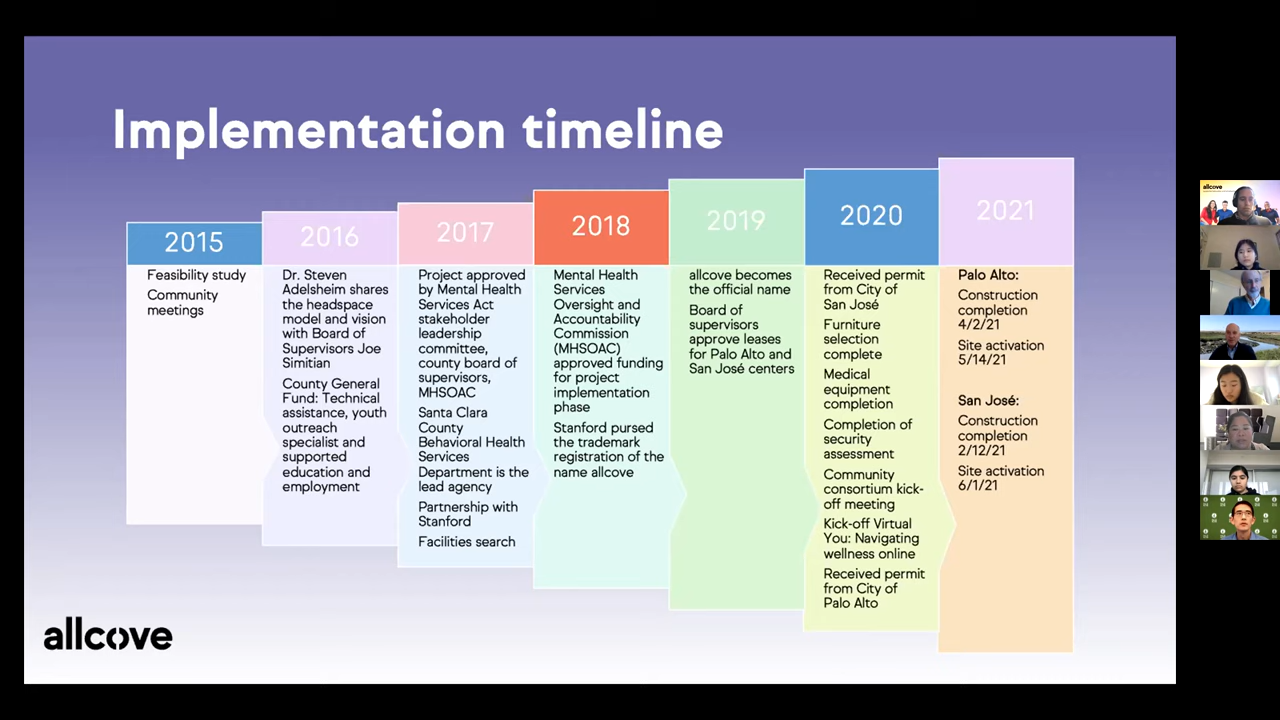 Implementation timeline
2015
Feasibility study
Community
meetings
2016
Dr. Steven
Adelsheim shares
the headspace
model and vision
with Board of
Supervisors Joe
Simitian
County General
Fund: Technical
assistance, youth
outreach
specialist and
supported
education and
employment
2017
Project approved
by Mental Health
Services Act
stakeholder
leadership
committee,
county board of
supervisors,
MHSOAC
Santa Clara
County
Behavioral Health
Services
Department is the
lead agency
Partnership with
Stanford
Facilities search
2018
Mental Health
Services
Oversight and
Accountability
Commission
(MHSOAC)
approved funding
for project
implementation
phase
Stanford pursed
the trademark
registration of the
name allcove
2019
allcove becomes
the official name
Board of
supervisors
approve leases
for Palo Alto and
San José centers
2020
Received permit
from City of
San José
Furniture
selection
complete
Medical
equipment
completion
Completion of
security
assessment
Community
consortium kick-
off meeting
Kick-off Virtual
You: Navigating
wellness online
Received permit
from City of
Palo Alto
2021
Palo Alto:
Construction
completion
4/2/21
Site activation
5/14/21
San José:
Construction
completion
2/12/21
Site activation
6/1/21
allcove
allcove